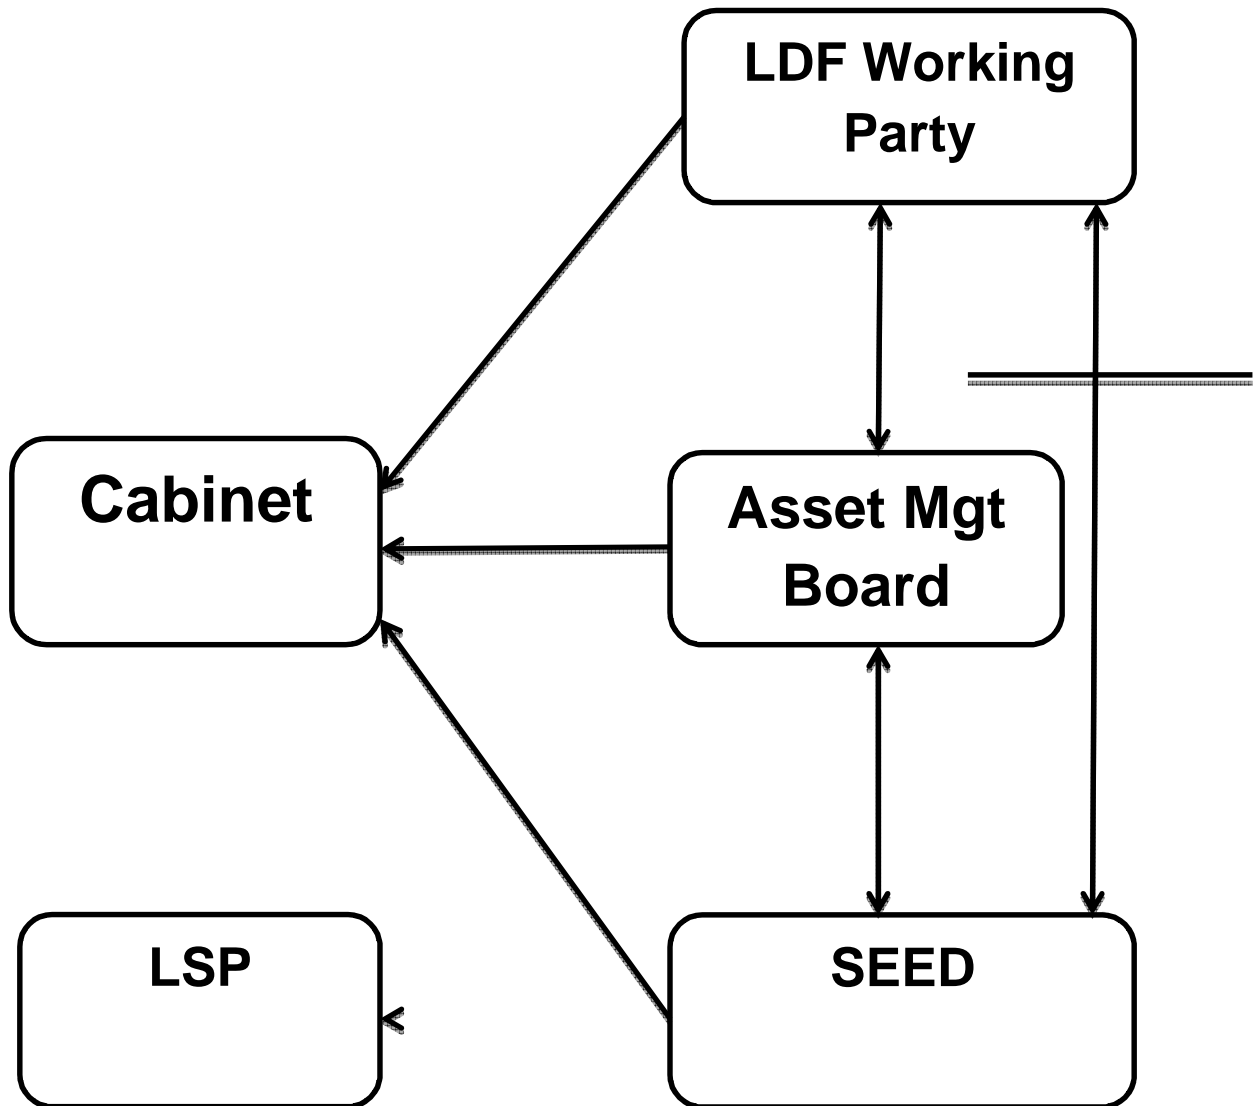 LDF Working
Party
Cabinet
Asset Mgt
Board
LSP
SEED